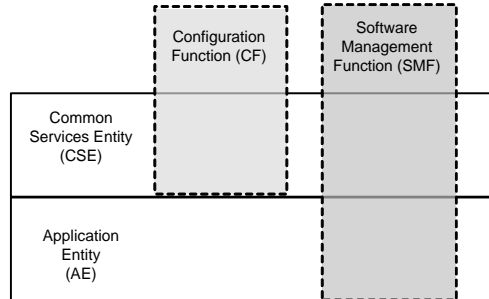 Configuration
Function (CF)
Software
Management
Function (SMF)
Common
Services Entity
(CSE)
Application
Entity
(AE)